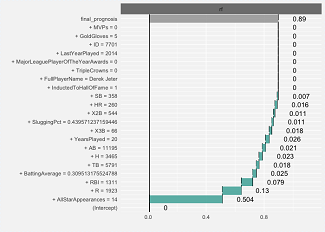 rf
final_prognosis 0.89
+ MVPs = 0 0
+ GoldGloves = 5 0
+ ID = 7701 0
+ LastYearPlayed = 2014 0
+ MajorLeaguePlayerOfTheYearAwards = 0 0
+ TripleCrowns = 0 0
+ FullPlayerName = Derek Jeter 0
+ InductedToHallOfFame = 1 0
+ SB = 358 0.007
+ HR = 260 0.016
+ X2B = 544 0.011
+ SluggingPct = 0.439571237159446 0.011
+ X3B = 66 0.018
+ YearsPlayed = 20 0.026
+ AB = 11195 0.021
+ H = 3465 0.023
+ TB = 5791 0.018
+ BattingAverage = 0.309513175524788 0.025
+ RBI = 1311 0.079
+ R = 1923 0.13
+ AllStarAppearances = 14 0.504
(Intercept) 0
0.0 0.4 0.8